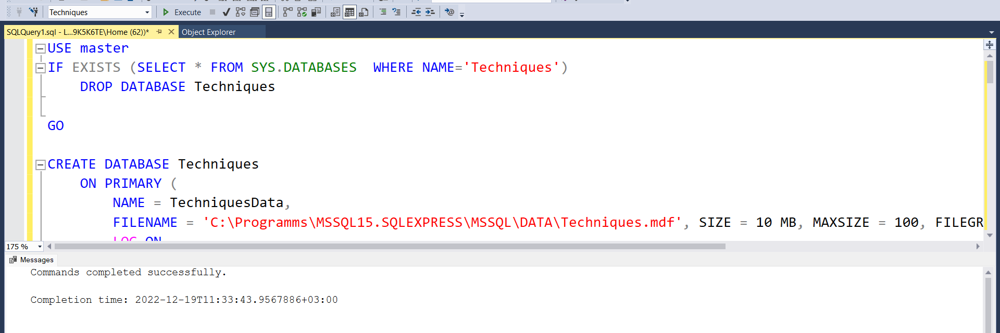 Techniques
Execute
SQLQuery1.sql - L...9K5K6TE\Home (62))*
Object Explorer
USE master
IF EXISTS (SELECT * FROM SYS.DATABASES  WHERE NAME='Techniques')
DROP DATABASE Techniques
GO
CREATE DATABASE Techniques
ON PRIMARY (
NAME = TechniquesData,
FILENAME = 'C:\Programms\MSSQL15.SQLEXPRESS\MSSQL\DATA\Techniques.mdf', SIZE = 10 MB, MAXSIZE = 100, FILEGR
LOG ON
175 %
Messages
Commands completed successfully.
Completion time: 2022-12-19T11:33:43.9567886+03:00